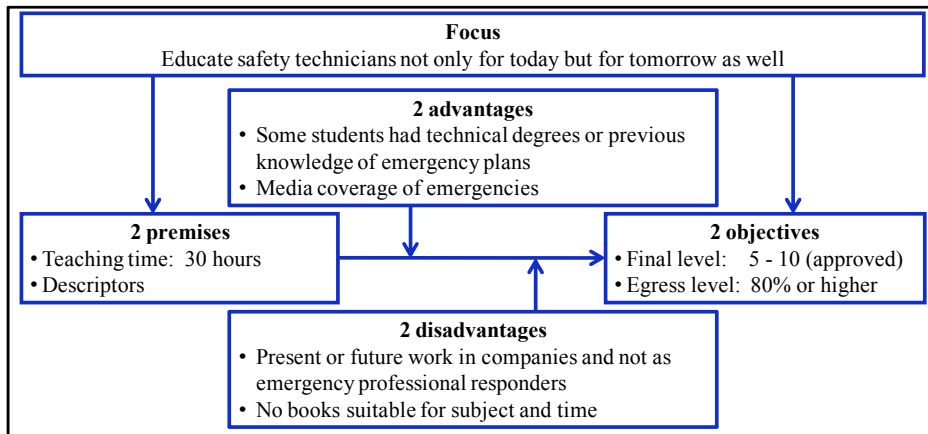 Focus
Educate safety technicians not only for today but for tomorrow as well
2 advantages
• Some students had technical degrees or previous
knowledge of emergency plans
• Media coverage of emergencies
2 premises
• Teaching time: 30 hours
• Descriptors
2 objectives
• Final level: 5 - 10 (approved)
• Egress level: 80% or higher
2 disadvantages
• Present or future work in companies and not as
emergency professional responders
• No books suitable for subject and time